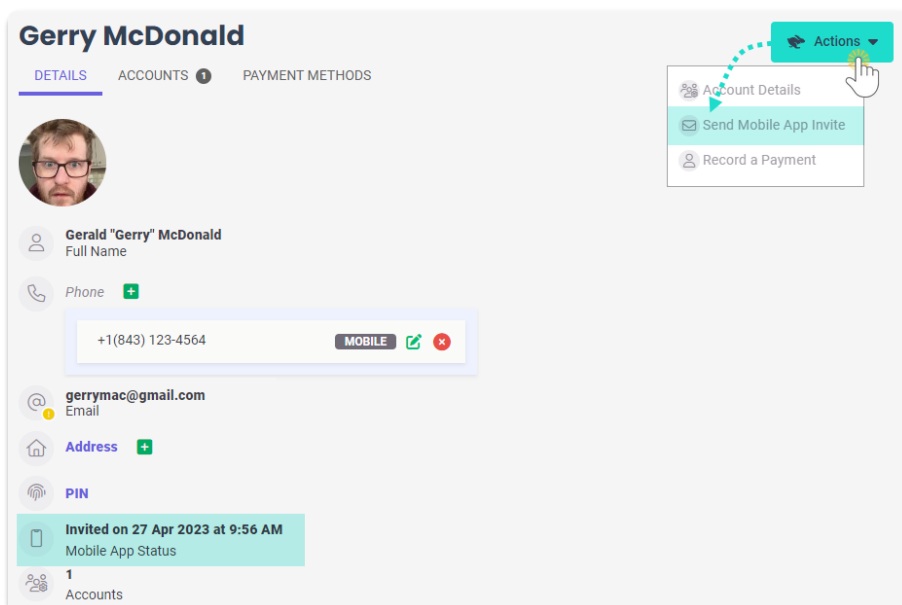 Gerry McDonald
Actions
DETAILS ACCOUNTS 1 PAYMENT METHODS
Account Details
Send Mobile App Invite
Record a Payment
Gerald "Gerry" McDonald
Full Name
Phone
+1(843) 123-4564 MOBILE
gerrymac@gmail.com
Email
Address
PIN
Invited on 27 Apr 2023 at 9:56 AM
Mobile App Status
1
Accounts